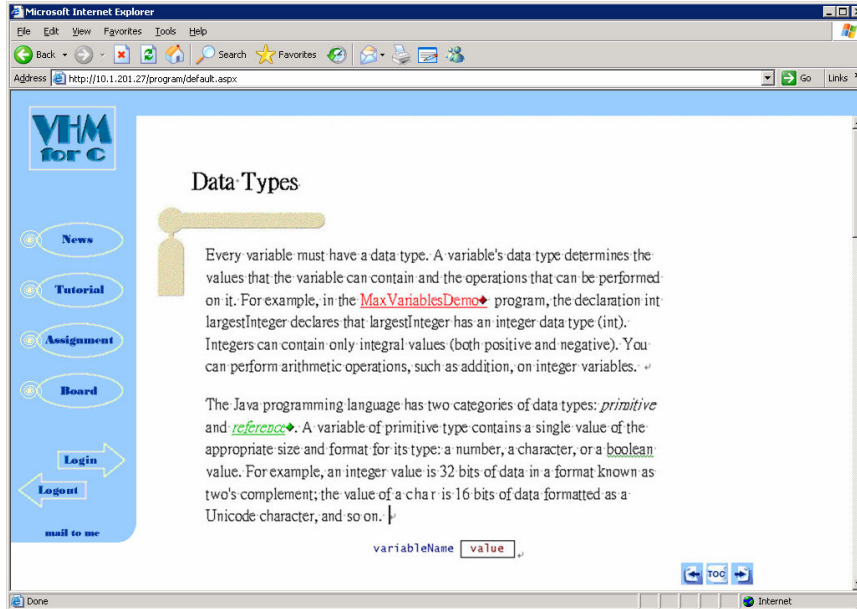 Microsoft Internet Explorer
File Edit View Favorites Tools Help
Back Search Favorites
Address http://10.1.201.27/program/default.aspx Go Links
VHM
for C
Data Types
News
Tutorial
Assignment
Board
Login
Logout
mail to me
Every variable must have a data type. A variable's data type determines the
values that the variable can contain and the operations that can be performed
on it. For example, in the MaxVariablesDemo program, the declaration int
largestInteger declares that largestInteger has an integer data type (int).
Integers can contain only integral values (both positive and negative). You
can perform arithmetic operations, such as addition, on integer variables.
The Java programming language has two categories of data types: primitive
and reference. A variable of primitive type contains a single value of the
appropriate size and format for its type: a number, a character, or a boolean
value. For example, an integer value is 32 bits of data in a format known as
two's complement; the value of a char is 16 bits of data formatted as a
Unicode character, and so on.
variableName value
TOC
Done Internet